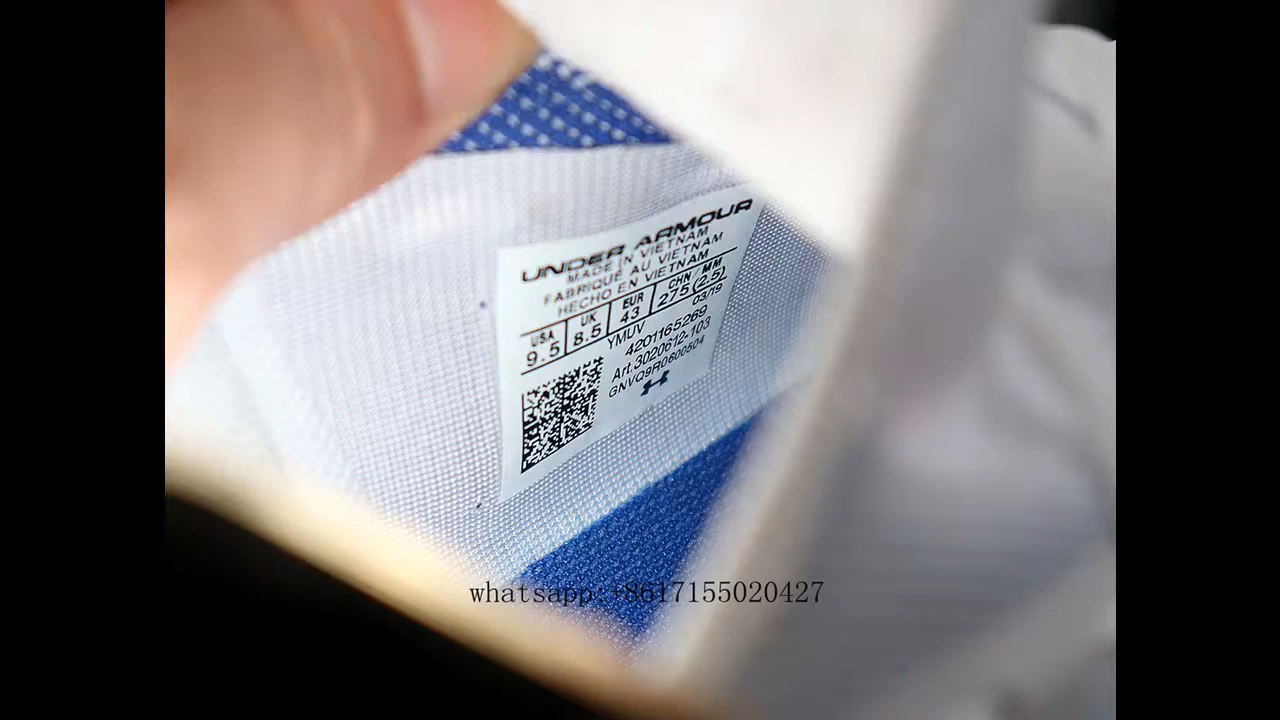 UNDER ARMOUR
MADE IN VIETNAM
FABRIQUÉ AU VIETNAM
HECHO EN VIETNAM
USA UK EUR CHN / MM
9.5 8.5 43 275 (2.5)
YMUV 03/19
4201165269
Art.3020612-103
GNVQ9R0600504
whatsapp:+8617155020427